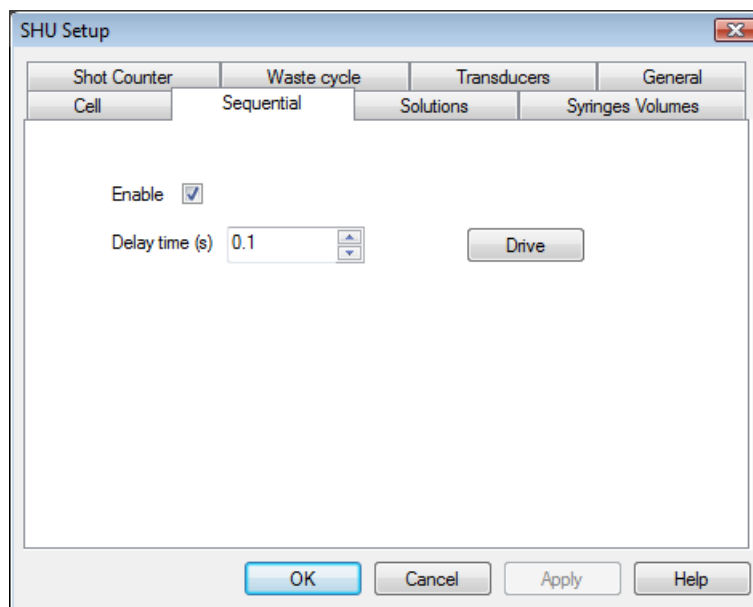 SHU Setup
Shot Counter Waste cycle Transducers General
Cell Sequential Solutions Syringes Volumes
Enable
Delay time (s) 0.1 Drive
OK Cancel Apply Help